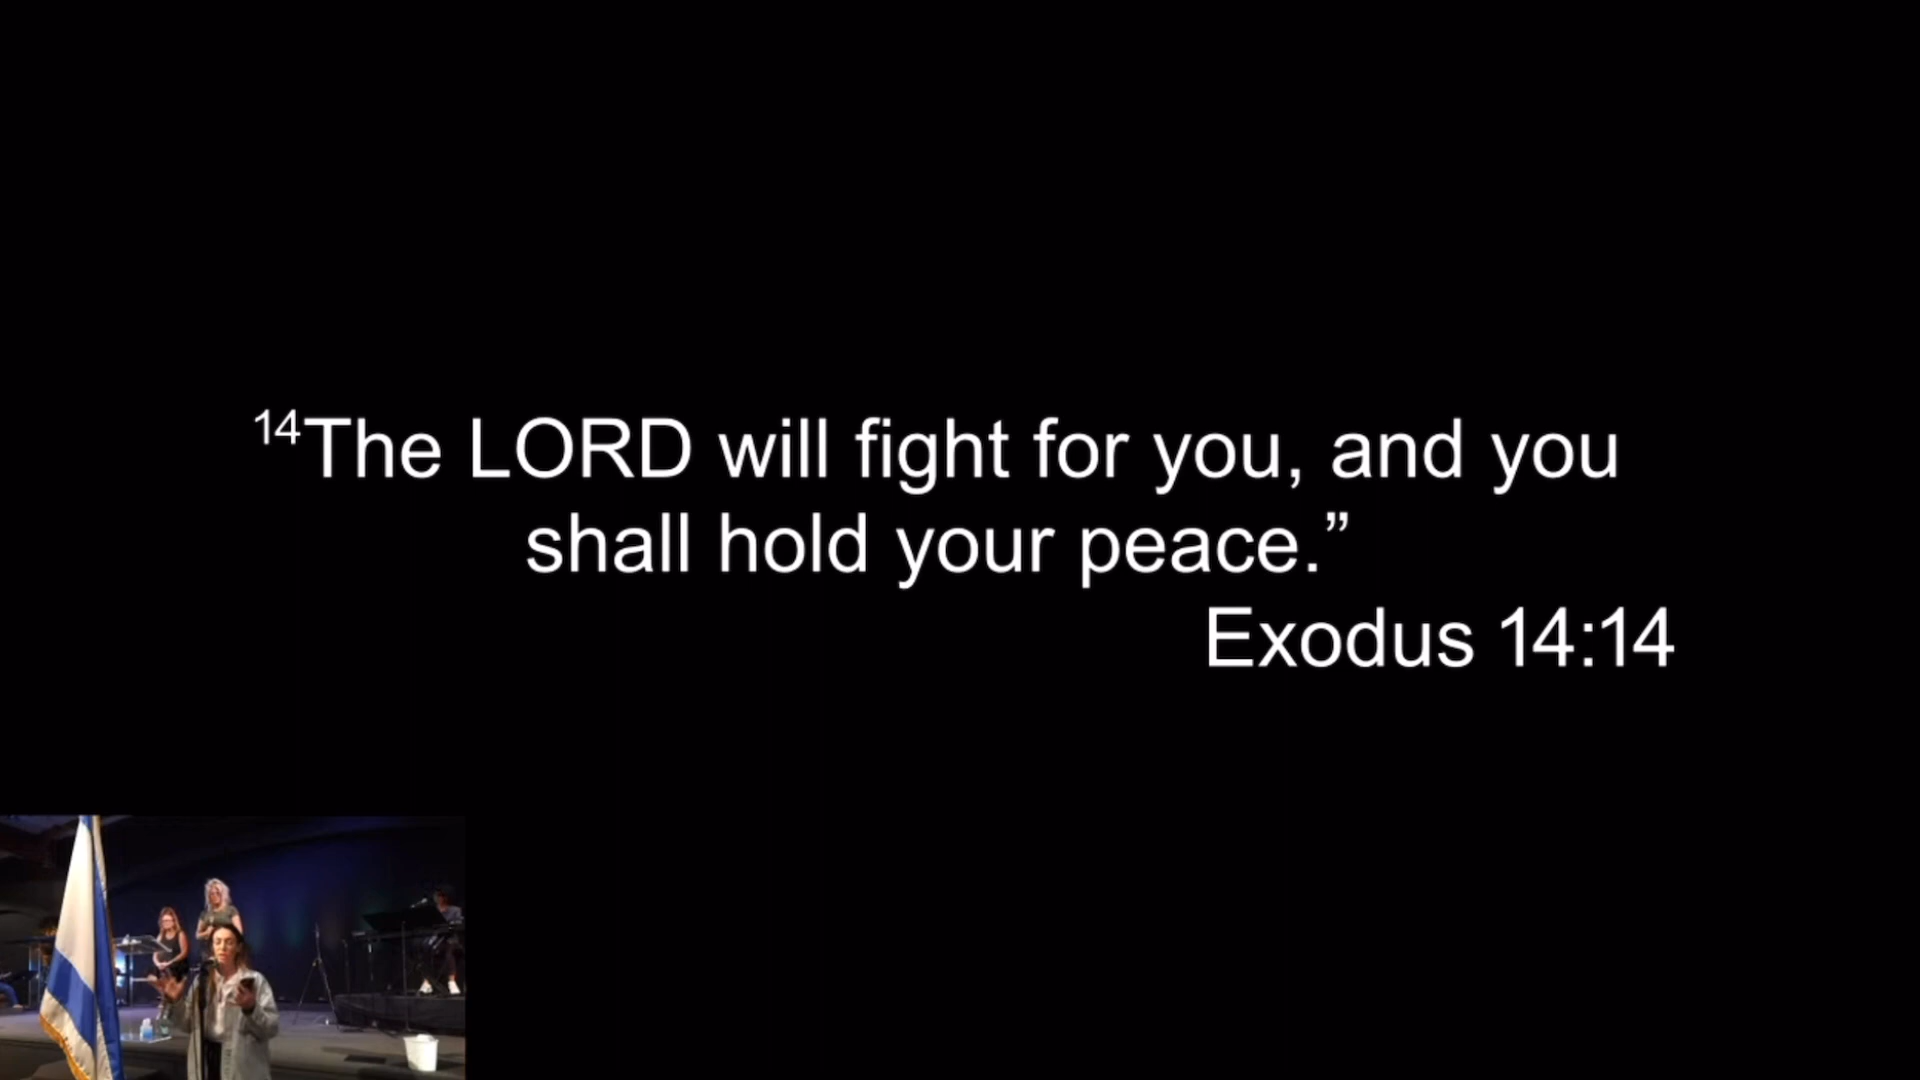 ¹⁴The LORD will fight for you, and you
shall hold your peace.”
Exodus 14:14